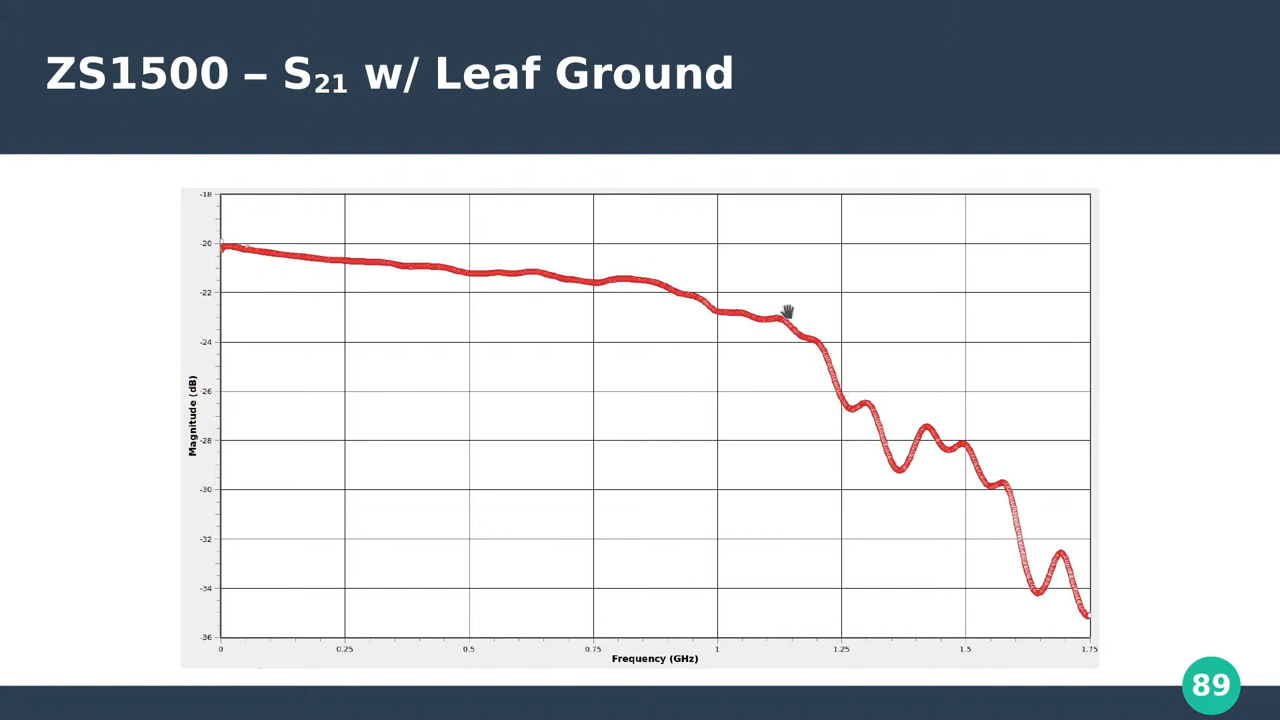 ZS1500 – S₂₁ w/ Leaf Ground
-18
-20
-22
-24
-26
-28
-30
-32
-34
-36
Magnitude (dB)
0 0.25 0.5 0.75 1 1.25 1.5 1.75
Frequency (GHz)
89